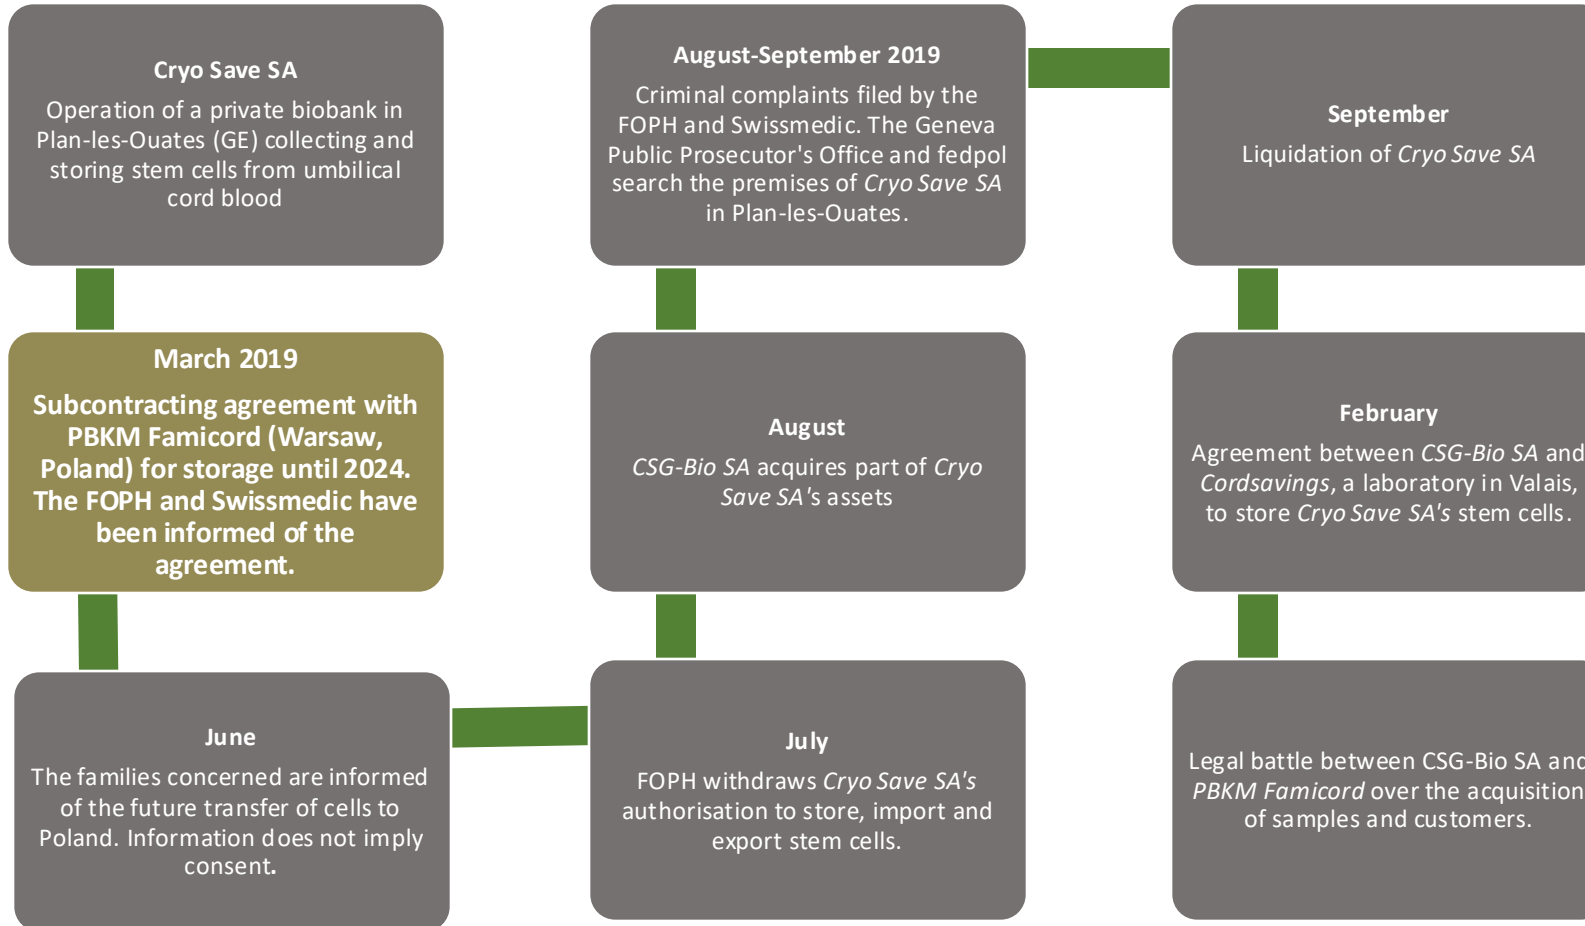 Cryo Save SA
Operation of a private biobank in
Plan-les-Ouates (GE) collecting and
storing stem cells from umbilical
cord blood
March 2019
Subcontracting agreement with
PBKM Famicord (Warsaw,
Poland) for storage until 2024.
The FOPH and Swissmedic have
been informed of the
agreement.
June
The families concerned are informed
of the future transfer of cells to
Poland. Information does not imply
consent.
July
FOPH withdraws Cryo Save SA's
authorisation to store, import and
export stem cells.
August
CSG-Bio SA acquires part of Cryo
Save SA's assets
August-September 2019
Criminal complaints filed by the
FOPH and Swissmedic. The Geneva
Public Prosecutor's Office and fedpol
search the premises of Cryo Save SA
in Plan-les-Ouates.
September
Liquidation of Cryo Save SA
February
Agreement between CSG-Bio SA and
Cordsavings, a laboratory in Valais,
to store Cryo Save SA's stem cells.
Legal battle between CSG-Bio SA and
PBKM Famicord over the acquisition
of samples and customers.